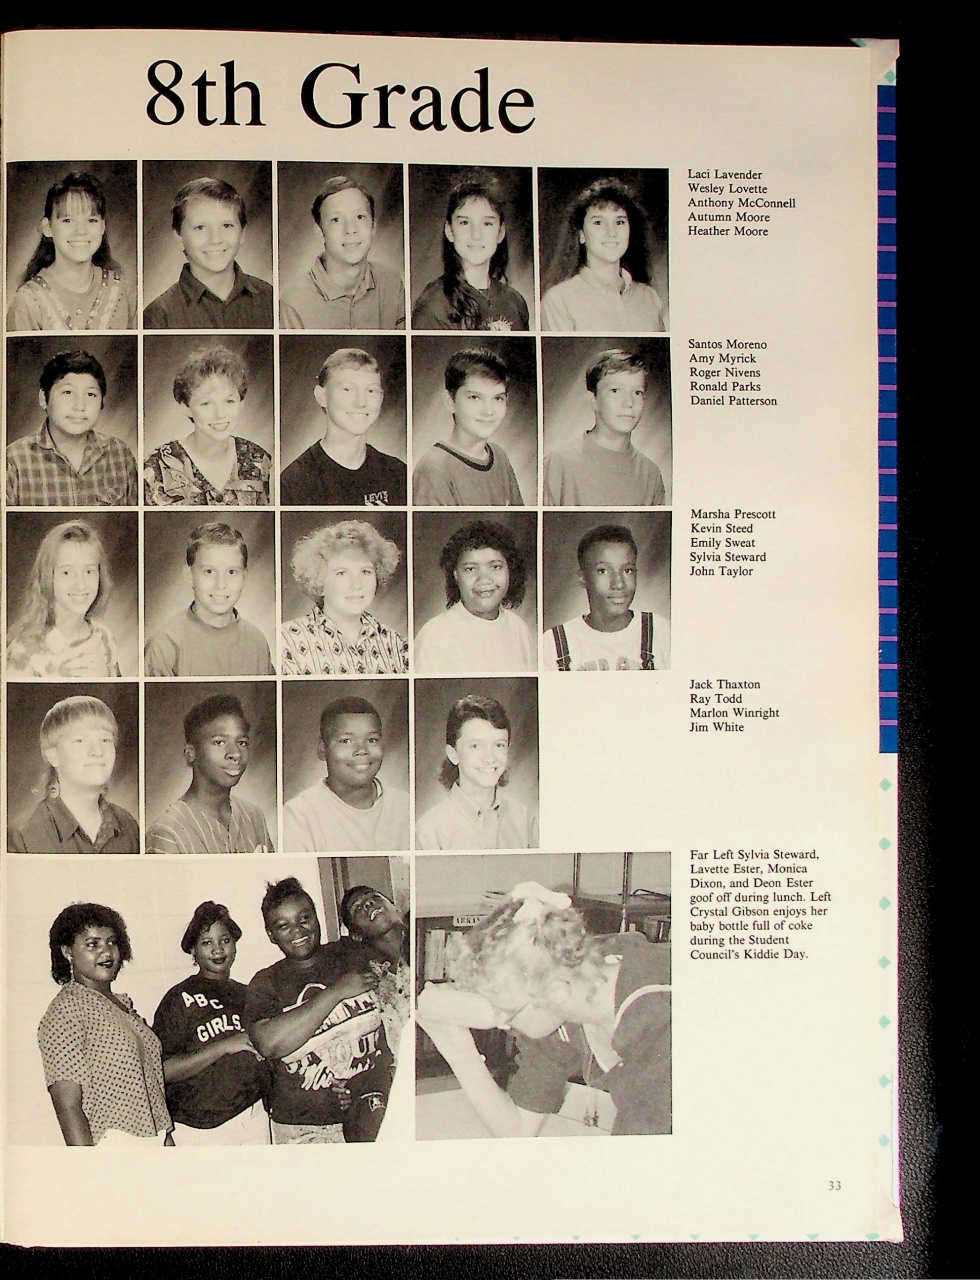 8th Grade
Laci Lavender
Wesley Lovette
Anthony McConnell
Autumn Moore
Heather Moore
Santos Moreno
Amy Myrick
Roger Nivens
Ronald Parks
Daniel Patterson
LEVI'S
Marsha Prescott
Kevin Steed
Emily Sweat
Sylvia Steward
John Taylor
Jack Thaxton
Ray Todd
Marlon Winright
Jim White
Far Left Sylvia Steward,
Lavette Ester, Monica
Dixon, and Deon Ester
goof off during lunch. Left
Crystal Gibson enjoys her
baby bottle full of coke
during the Student
Council's Kiddie Day.
ABC
GIRLS
33